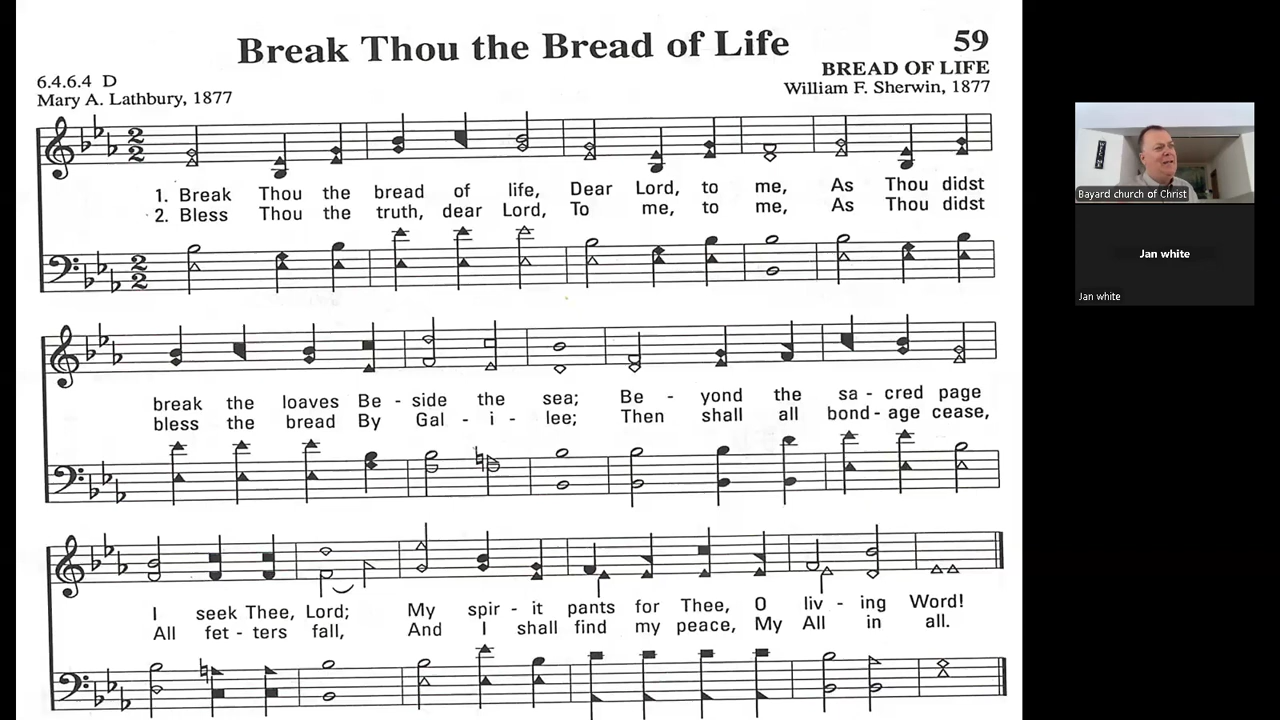 Break Thou the Bread of Life
59
6.4.6.4 D
BREAD OF LIFE
Mary A. Lathbury, 1877
William F. Sherwin, 1877
1. Break Thou the bread of life, Dear Lord, to me, As Thou didst
2. Bless Thou the truth, dear Lord, To me, to me, As Thou didst
break the loaves Be - side the sea; Be - yond the sa - cred page
bless the bread By Gal - i - lee; Then shall all bond - age cease,
I seek Thee, Lord; My spir - it pants for Thee, O liv - ing Word!
All fet - ters fall, And I shall find my peace, My All in all.
Bayard church of Christ
Jan white
Jan white